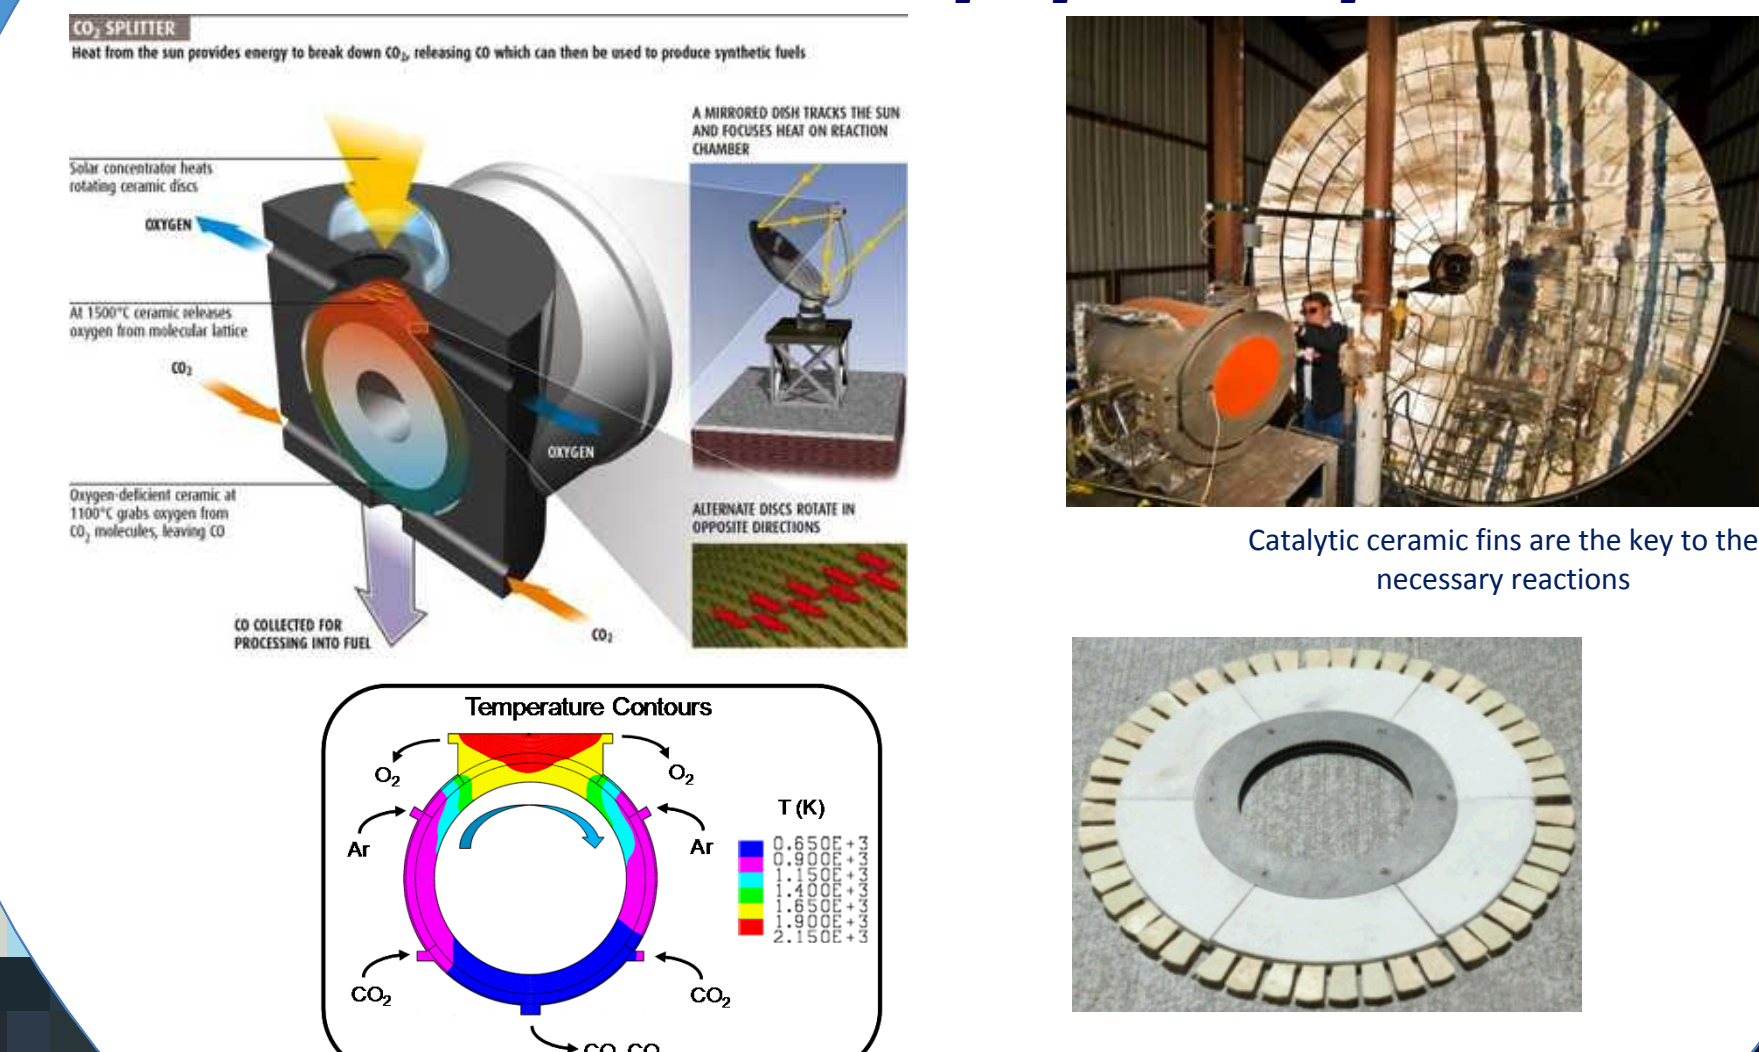 CO₂ SPLITTER
Heat from the sun provides energy to break down CO₂, releasing CO which can then be used to produce synthetic fuels
Solar concentrator heats
rotating ceramic discs
OXYGEN
At 1500°C ceramic releases
oxygen from molecular lattice
CO₂
Oxygen-deficient ceramic at
1100°C grabs oxygen from
CO₂ molecules, leaving CO
CO COLLECTED FOR
PROCESSING INTO FUEL
OXYGEN
CO₂
A MIRRORED DISH TRACKS THE SUN
AND FOCUSES HEAT ON REACTION
CHAMBER
ALTERNATE DISCS ROTATE IN
OPPOSITE DIRECTIONS
Catalytic ceramic fins are the key to the
necessary reactions
Temperature Contours
O₂
O₂
Ar
Ar
T (K)
0.650E+3
0.900E+3
1.150E+3
1.400E+3
1.650E+3
1.900E+3
2.150E+3
CO₂
CO₂